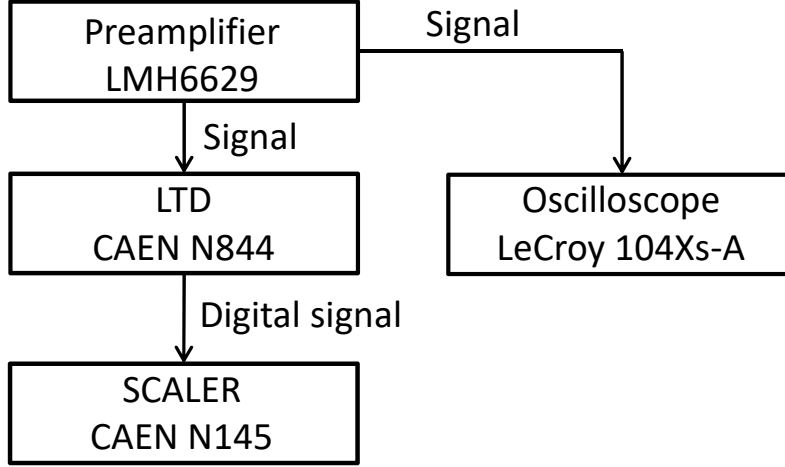 Preamplifier
LMH6629
Signal
Signal
LTD
CAEN N844
Oscilloscope
LeCroy 104Xs-A
Digital signal
SCALER
CAEN N145